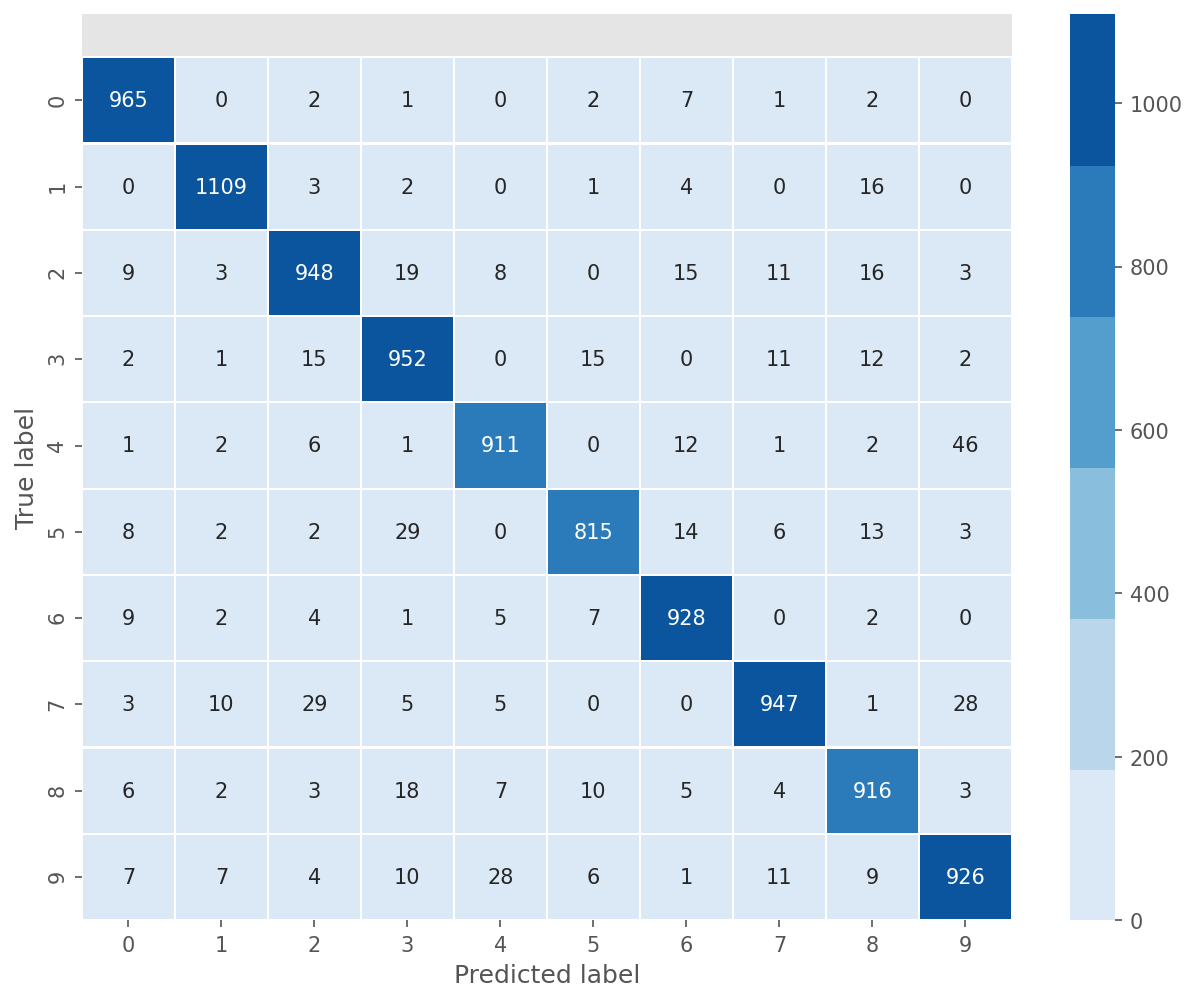 0 965 0 2 1 0 2 7 1 2 0
1 0 1109 3 2 0 1 4 0 16 0
2 9 3 948 19 8 0 15 11 16 3
3 2 1 15 952 0 15 0 11 12 2
4 1 2 6 1 911 0 12 1 2 46
5 8 2 2 29 0 815 14 6 13 3
6 9 2 4 1 5 7 928 0 2 0
7 3 10 29 5 5 0 0 947 1 28
8 6 2 3 18 7 10 5 4 916 3
9 7 7 4 10 28 6 1 11 9 926
0 1 2 3 4 5 6 7 8 9
Predicted label
True label
1000
800
600
400
200
0